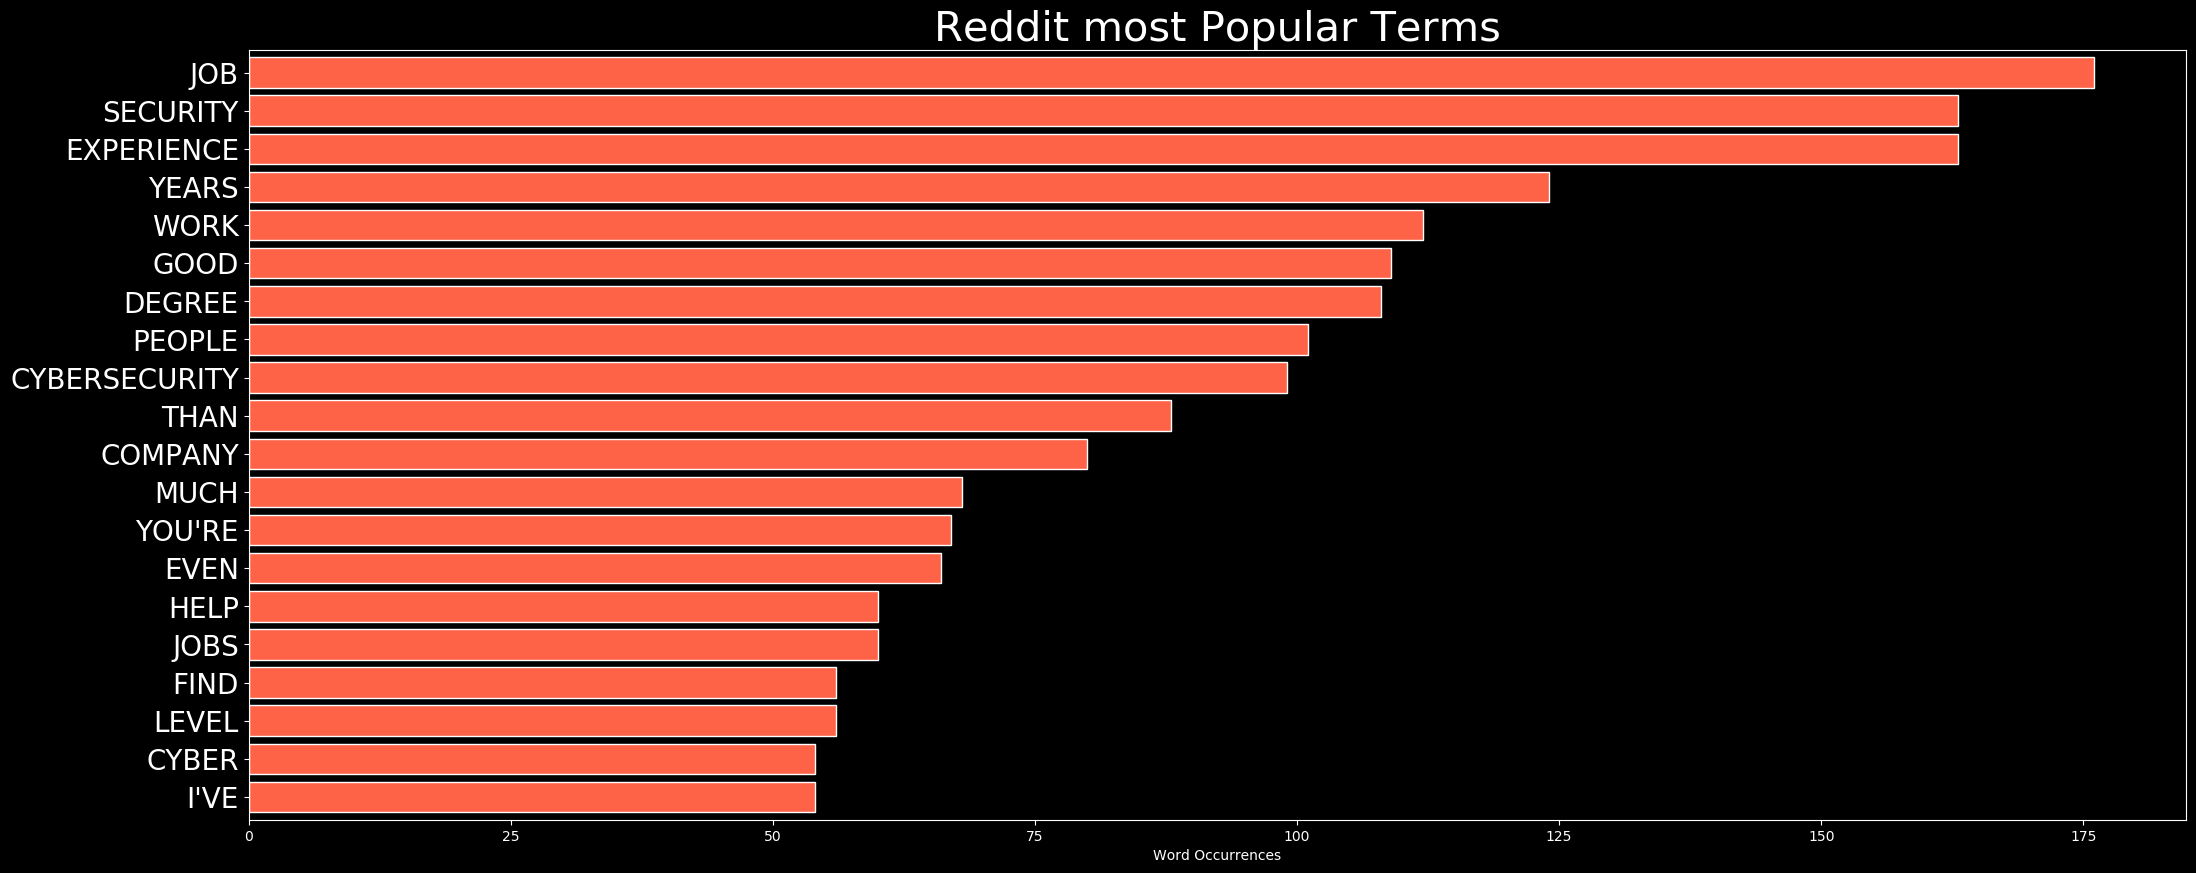 Reddit most Popular Terms
JOB
SECURITY
EXPERIENCE
YEARS
WORK
GOOD
DEGREE
PEOPLE
CYBERSECURITY
THAN
COMPANY
MUCH
YOU'RE
EVEN
HELP
JOBS
FIND
LEVEL
CYBER
I'VE
0 25 50 75 100 125 150 175
Word Occurrences